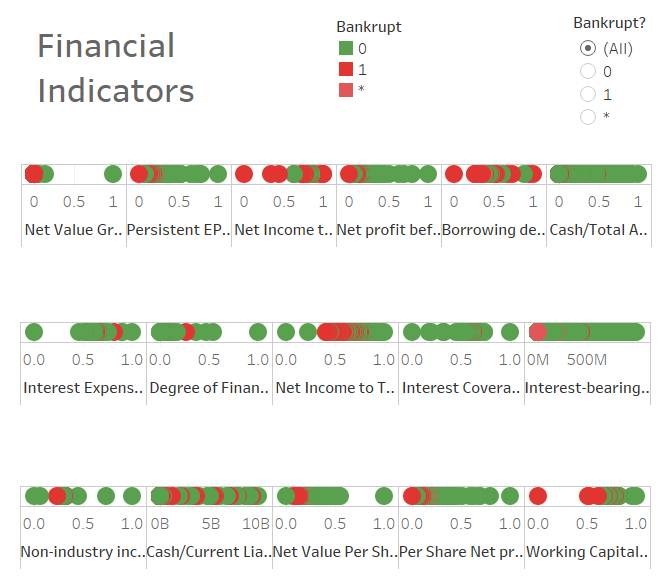 Financial
Indicators
Bankrupt
0
1
*
Bankrupt?
(All)
0
1
*
0 0.5 1 0 0.5 1 0 0.5 1 0 0.5 1 0 0.5 1 0 0.5 1
Net Value Gr.. Persistent EP.. Net Income t.. Net profit bef.. Borrowing de.. Cash/Total A..
0.0 0.5 1.0 0.0 0.5 1.0 0.0 0.5 1.0 0.0 0.5 1.0 0M 500M
Interest Expens.. Degree of Finan.. Net Income to T.. Interest Covera.. Interest-bearing..
0.0 0.5 1.0 0B 5B 10B 0.0 0.5 1.0 0.0 0.5 1.0 0.0 0.5 1.0
Non-industry inc.. Cash/Current Lia.. Net Value Per Sh.. Per Share Net pr.. Working Capital..